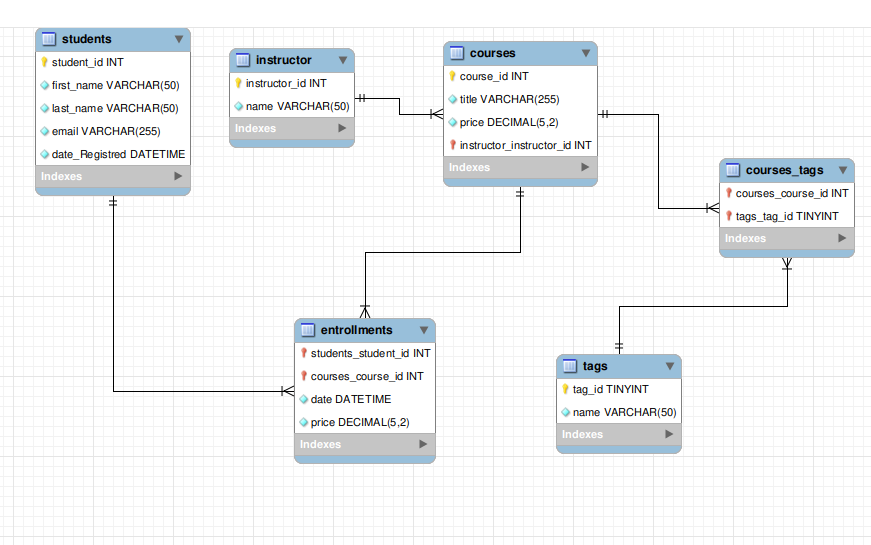 students
student_id INT
first_name VARCHAR(50)
last_name VARCHAR(50)
email VARCHAR(255)
date_Registred DATETIME
Indexes
instructor
instructor_id INT
name VARCHAR(50)
Indexes
courses
course_id INT
title VARCHAR(255)
price DECIMAL(5,2)
instructor_instructor_id INT
Indexes
courses_tags
courses_course_id INT
tags_tag_id TINYINT
Indexes
entrollments
students_student_id INT
courses_course_id INT
date DATETIME
price DECIMAL(5,2)
Indexes
tags
tag_id TINYINT
name VARCHAR(50)
Indexes